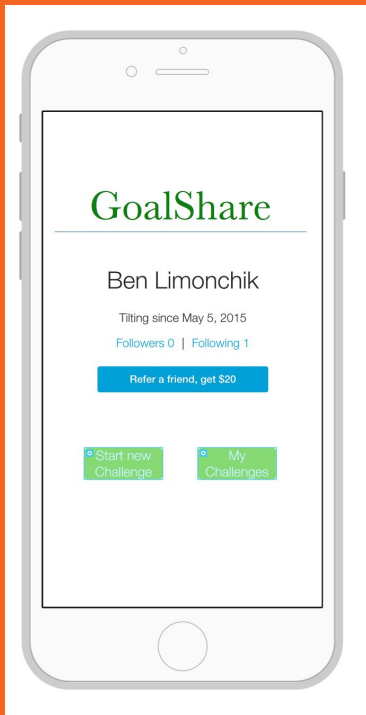 GoalShare
Ben Limonchik
Tilting since May 5, 2015
Followers 0 | Following 1
Refer a friend, get $20
Start new
Challenge
My
Challenges